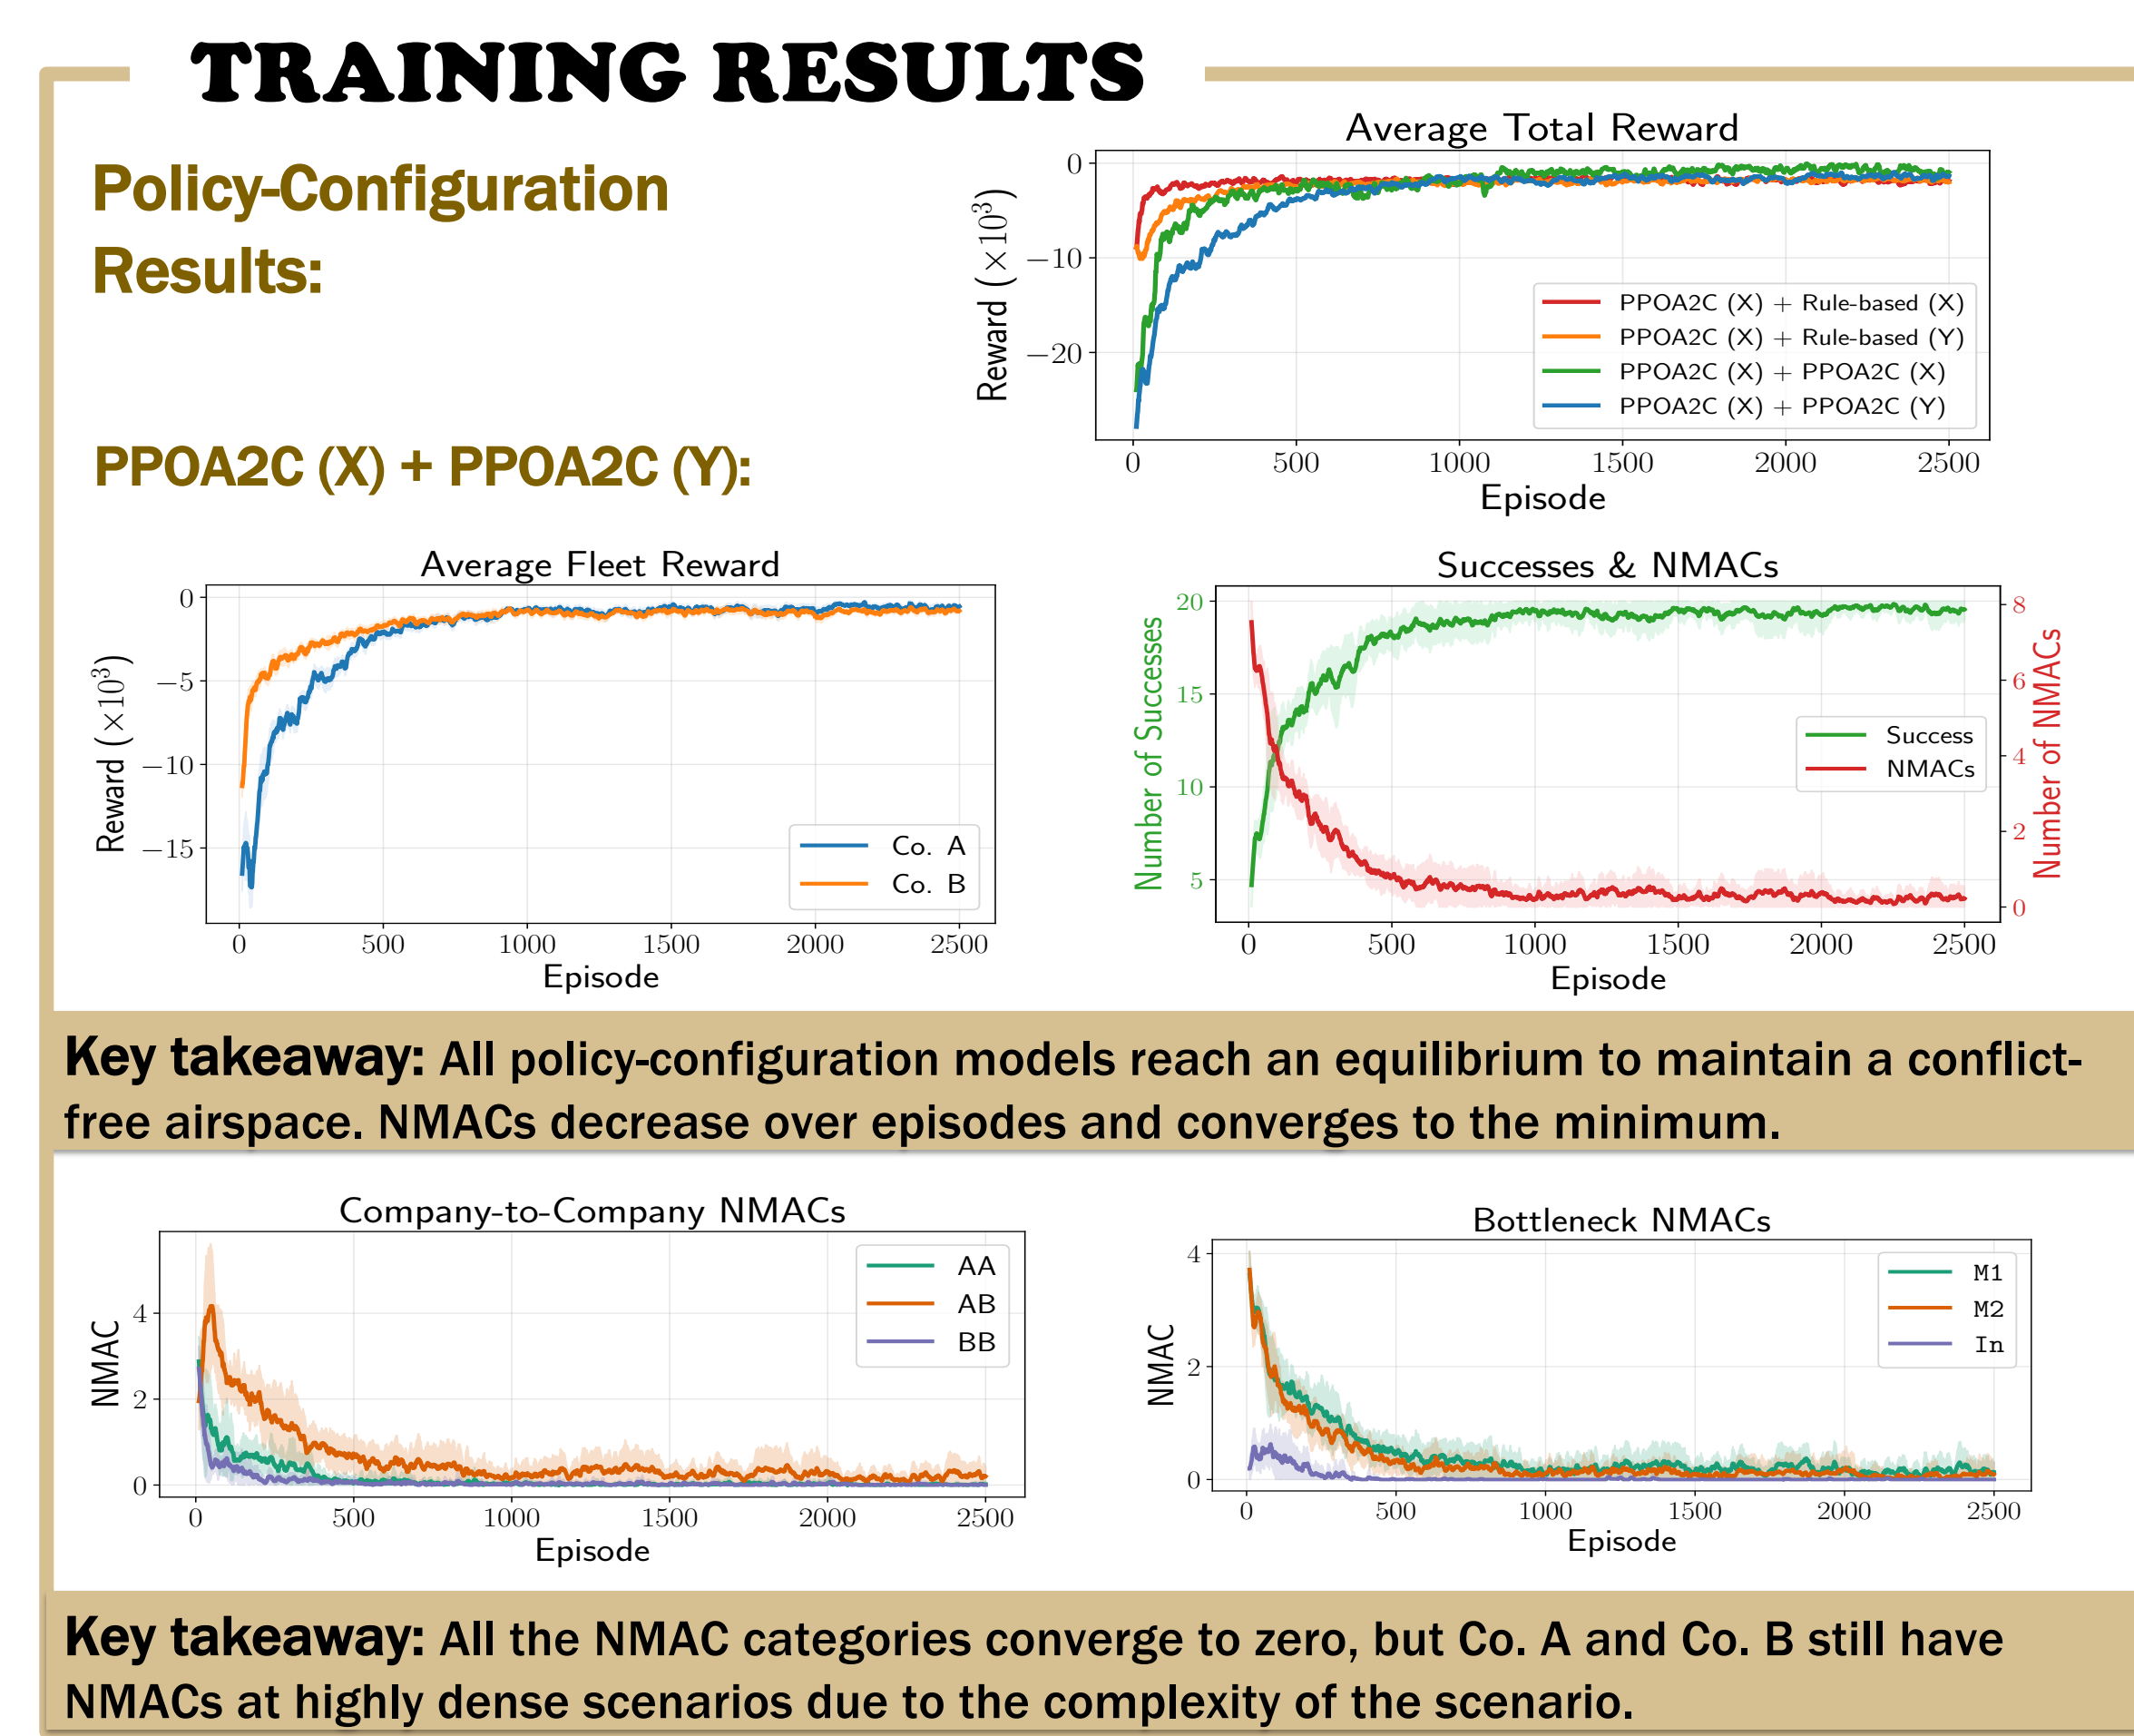 TRAINING RESULTS
Policy-Configuration
Results:
Average Total Reward
Reward (×10³)
0
−10
−20
PPOA2C (X) + Rule-based (X)
PPOA2C (X) + Rule-based (Y)
PPOA2C (X) + PPOA2C (X)
PPOA2C (X) + PPOA2C (Y)
0 500 1000 1500 2000 2500
Episode
PPOA2C (X) + PPOA2C (Y):
Average Fleet Reward
Reward (×10³)
0
−5
−10
−15
Co. A
Co. B
0 500 1000 1500 2000 2500
Episode
Successes & NMACs
Number of Successes
20
15
10
5
Success
NMACs
8
6
4
2
0
Number of NMACs
0 500 1000 1500 2000 2500
Episode
Key takeaway: All policy-configuration models reach an equilibrium to maintain a conflict-
free airspace. NMACs decrease over episodes and converges to the minimum.
Company-to-Company NMACs
NMAC
4
2
0
AA
AB
BB
0 500 1000 1500 2000 2500
Episode
Bottleneck NMACs
NMAC
4
2
0
M1
M2
In
0 500 1000 1500 2000 2500
Episode
Key takeaway: All the NMAC categories converge to zero, but Co. A and Co. B still have
NMACs at highly dense scenarios due to the complexity of the scenario.